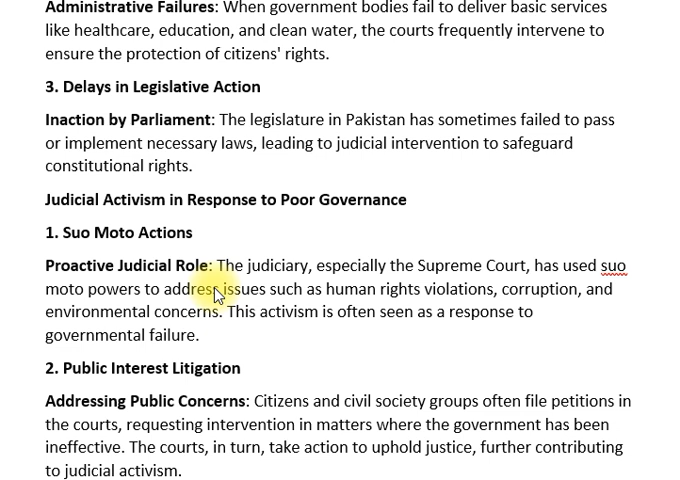 Administrative Failures: When government bodies fail to deliver basic services
like healthcare, education, and clean water, the courts frequently intervene to
ensure the protection of citizens' rights.
3. Delays in Legislative Action
Inaction by Parliament: The legislature in Pakistan has sometimes failed to pass
or implement necessary laws, leading to judicial intervention to safeguard
constitutional rights.
Judicial Activism in Response to Poor Governance
1. Suo Moto Actions
Proactive Judicial Role: The judiciary, especially the Supreme Court, has used suo
moto powers to address issues such as human rights violations, corruption, and
environmental concerns. This activism is often seen as a response to
governmental failure.
2. Public Interest Litigation
Addressing Public Concerns: Citizens and civil society groups often file petitions in
the courts, requesting intervention in matters where the government has been
ineffective. The courts, in turn, take action to uphold justice, further contributing
to judicial activism.